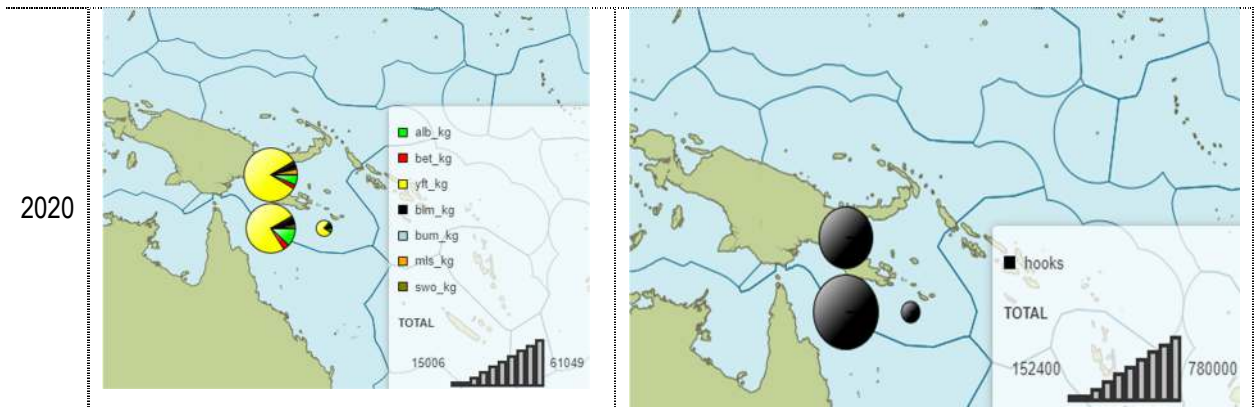 2020
alb_kg
bet_kg
yft_kg
blm_kg
bum_kg
mls_kg
swo_kg
TOTAL
15006 61049
hooks
TOTAL
152400 780000